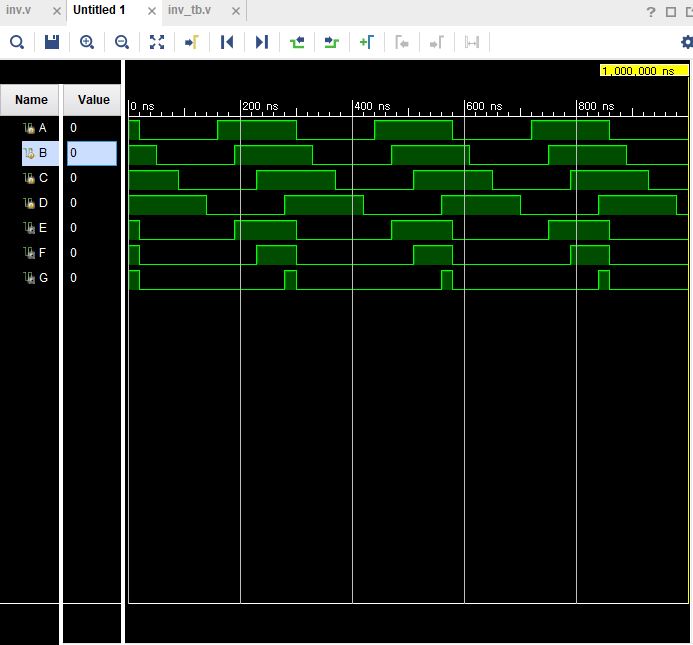 inv.v × Untitled 1 × inv_tb.v × ?
1,000,000 ns
Name Value 0 ns 200 ns 400 ns 600 ns 800 ns
A 0
B 0
C 0
D 0
E 0
F 0
G 0